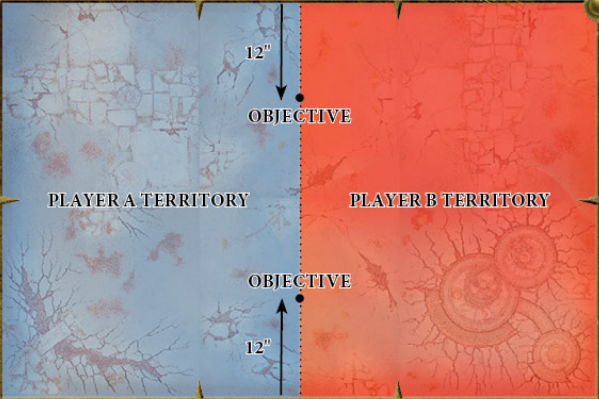 12"
OBJECTIVE
PLAYER A TERRITORY
PLAYER B TERRITORY
OBJECTIVE
12"